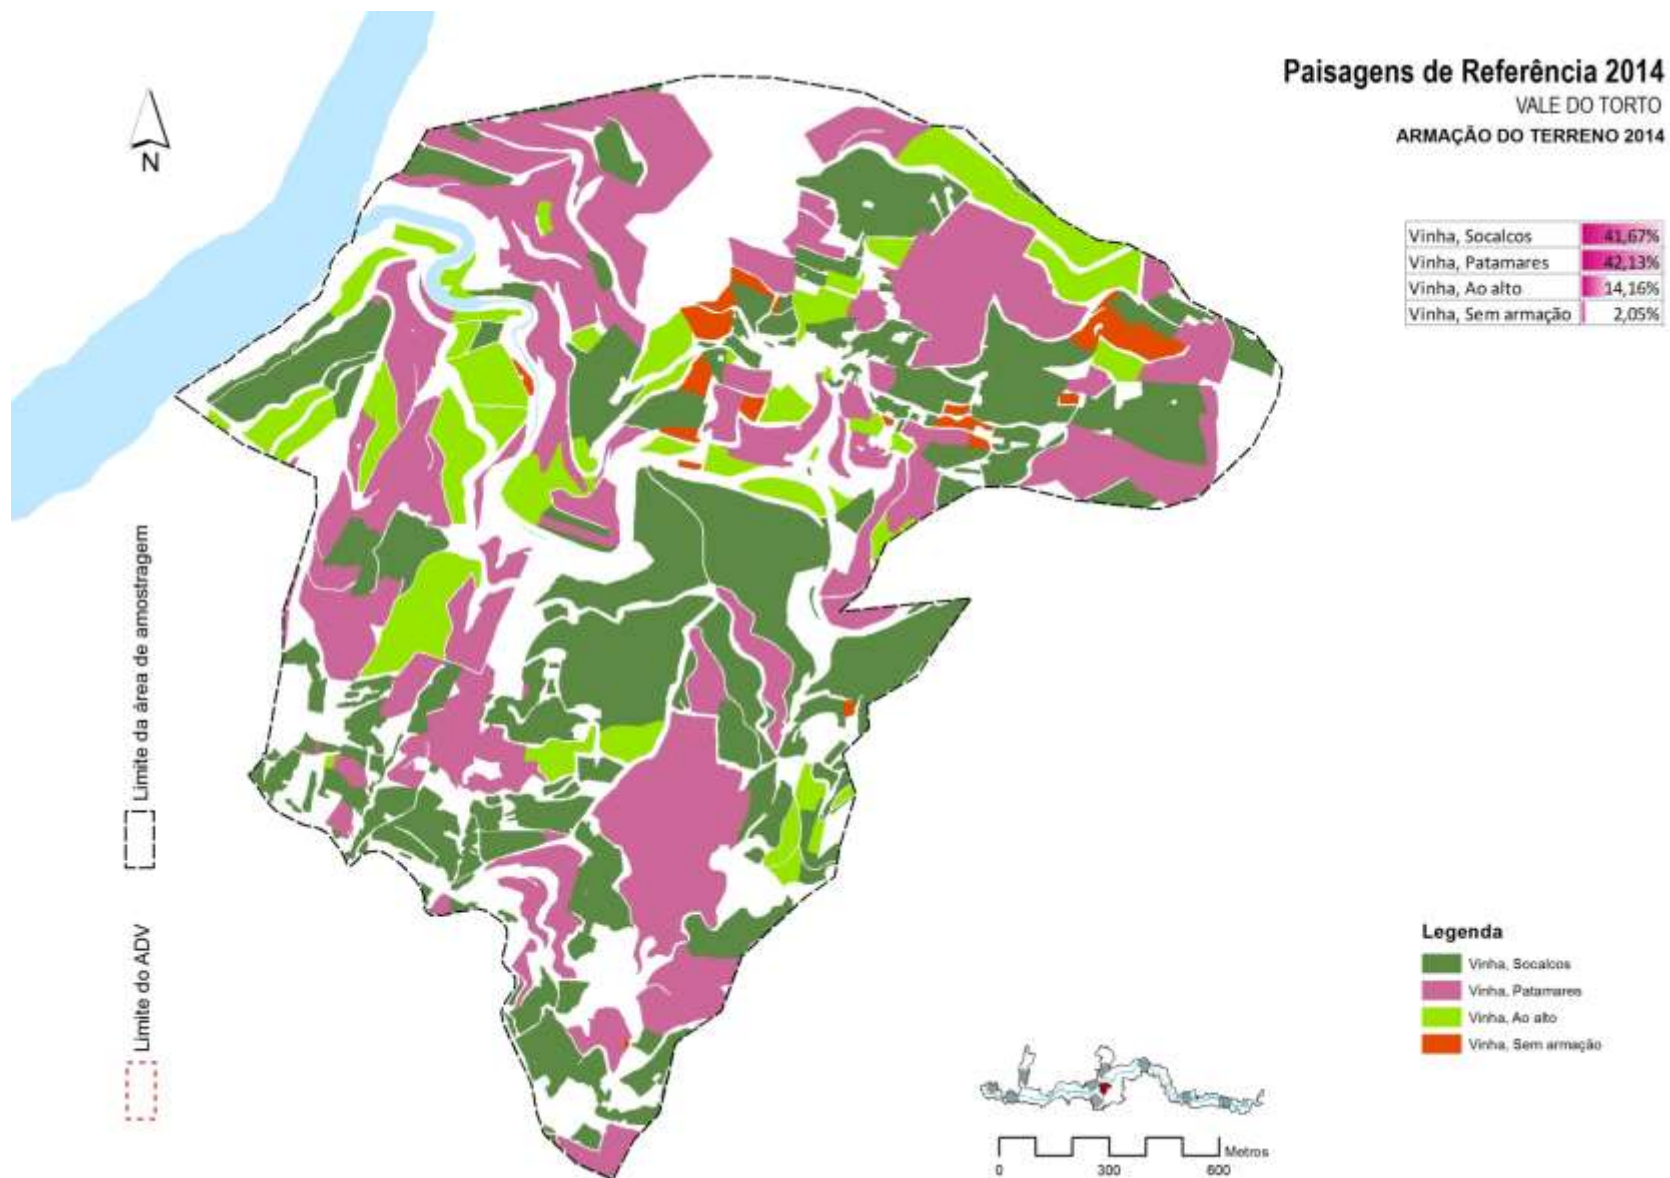 Paisagens de Referência 2014
VALE DO TORTO
ARMAÇÃO DO TERRENO 2014
N
Vinha, Socalcos 41,67%
Vinha, Patamares 42,13%
Vinha, Ao alto 14,16%
Vinha, Sem armação 2,05%
Limite da área de amostragem
Limite do ADV
Legenda
Vinha, Socalcos
Vinha, Patamares
Vinha, Ao alto
Vinha, Sem armação
Metros
0 300 600